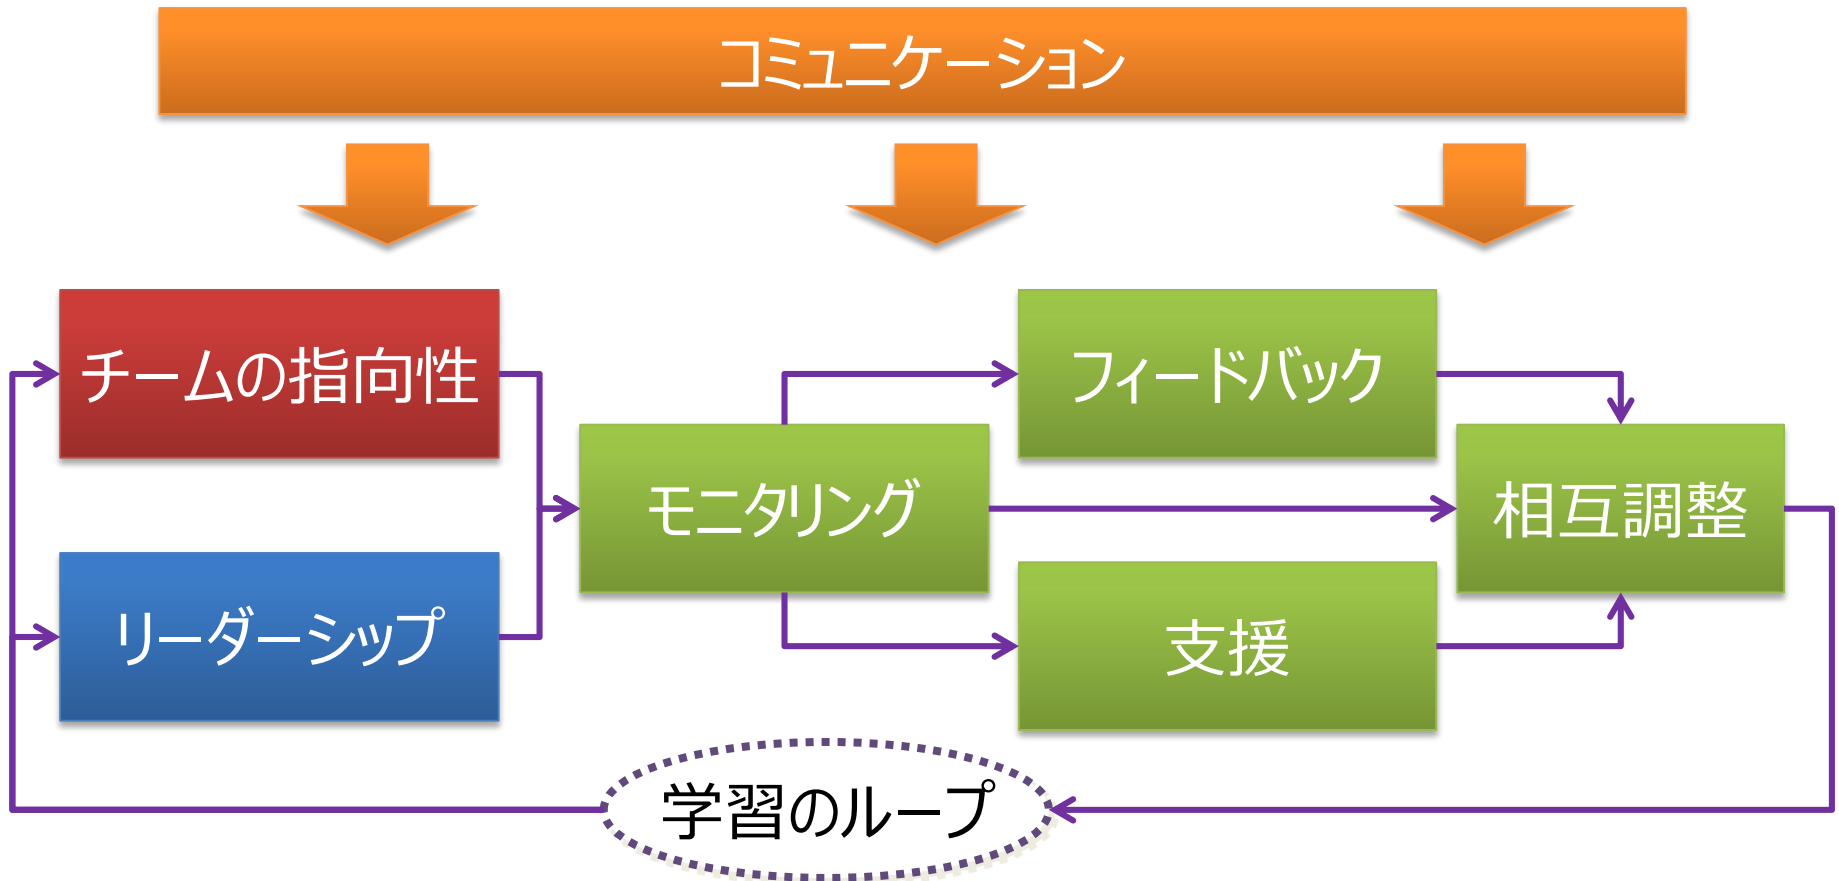 コミュニケーション
チームの指向性
フィードバック
モニタリング
相互調整
リーダーシップ
支援
学習のループ